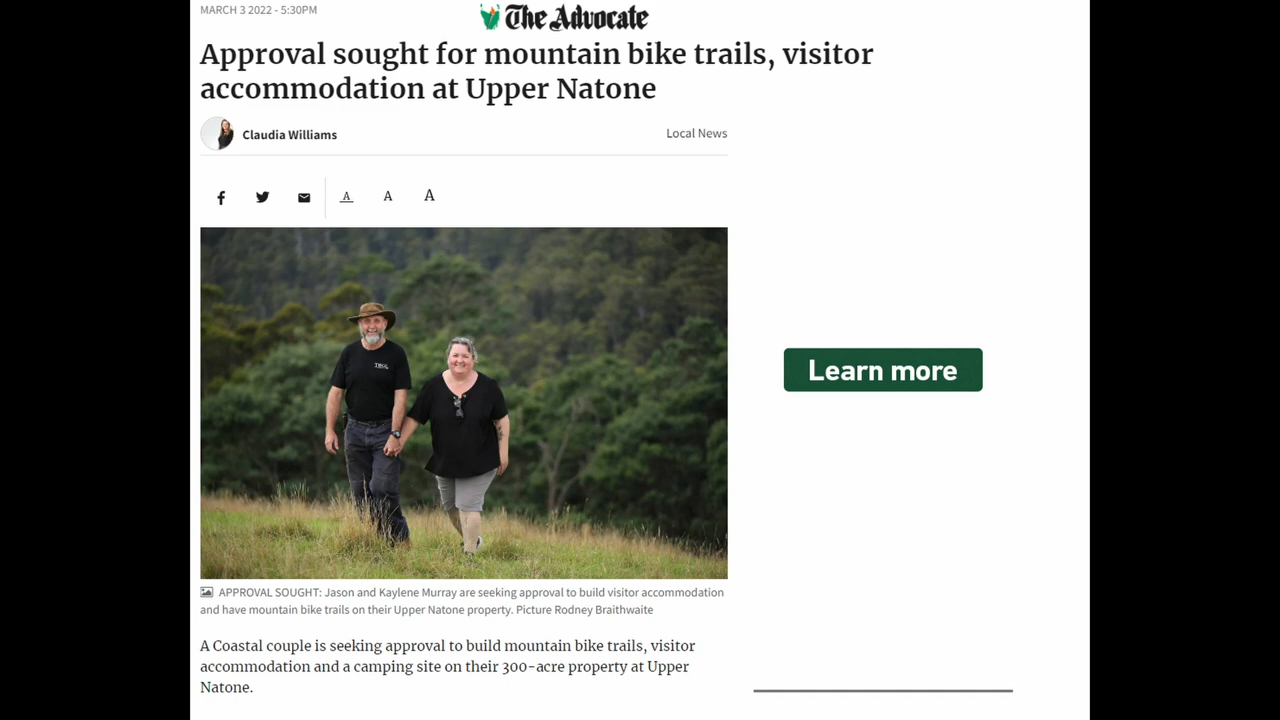 MARCH 3 2022 - 5:30PM
The Advocate
Approval sought for mountain bike trails, visitor
accommodation at Upper Natone
Claudia Williams
Local News
A A A
Learn more
APPROVAL SOUGHT: Jason and Kaylene Murray are seeking approval to build visitor accommodation
and have mountain bike trails on their Upper Natone property. Picture Rodney Braithwaite
A Coastal couple is seeking approval to build mountain bike trails, visitor
accommodation and a camping site on their 300-acre property at Upper
Natone.